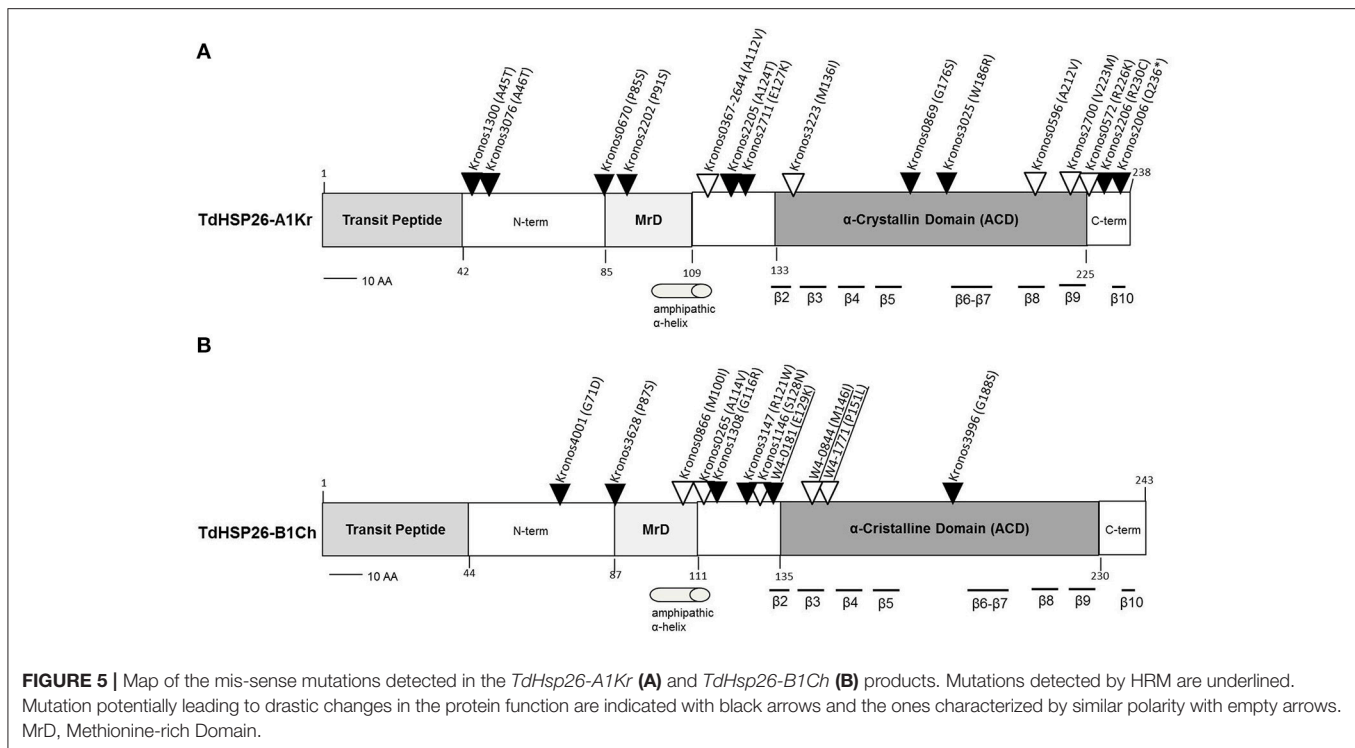 A
Kronos1300 (A45T)
Kronos3076 (A46T)
Kronos0670 (P85S)
Kronos2202 (P91S)
Kronos0367-2644 (A112V)
Kronos2205 (A124T)
Kronos2711 (E127K)
Kronos3223 (M136I)
Kronos0869 (G176S)
Kronos3025 (W186R)
Kronos0596 (A212V)
Kronos2700 (V223M)
Kronos0572 (R226K)
Kronos2206 (R230C)
Kronos2006 (Q236*)
1
238
TdHSP26-A1Kr
Transit Peptide
N-term
MrD
α-Crystallin Domain (ACD)
C-term
10 AA
42
85
109
133
225
amphipathic
α-helix
β2
β3
β4
β5
β6-β7
β8
β9
β10
B
Kronos4001 (G71D)
Kronos3628 (P87S)
Kronos0866 (M100I)
Kronos0265 (A114V)
Kronos1308 (G116R)
Kronos3147 (R121W)
Kronos1146 (S128N)
W4-0181 (E129K)
W4-0844 (M146I)
W4-1771 (P151L)
Kronos3996 (G188S)
1
243
TdHSP26-B1Ch
Transit Peptide
N-term
MrD
α-Cristalline Domain (ACD)
C-term
10 AA
44
87
111
135
230
amphipathic
α-helix
β2
β3
β4
β5
β6-β7
β8
β9
β10
FIGURE 5 | Map of the mis-sense mutations detected in the TdHsp26-A1Kr (A) and TdHsp26-B1Ch (B) products. Mutations detected by HRM are underlined.
Mutation potentially leading to drastic changes in the protein function are indicated with black arrows and the ones characterized by similar polarity with empty arrows.
MrD, Methionine-rich Domain.